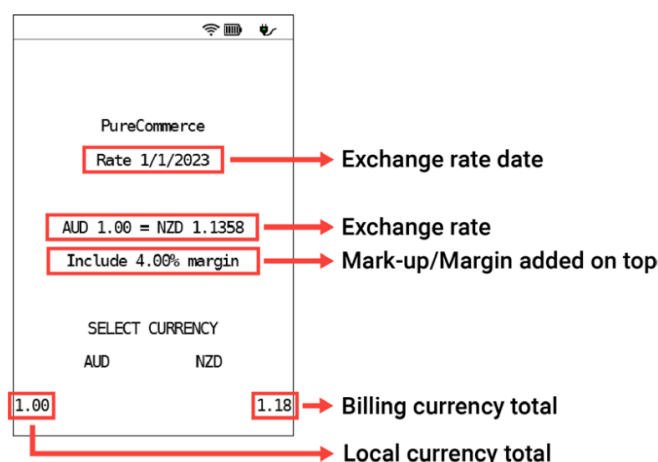 PureCommerce
Rate 1/1/2023
Exchange rate date
AUD 1.00 = NZD 1.1358
Exchange rate
Include 4.00% margin
Mark-up/Margin added on top
SELECT CURRENCY
AUD NZD
1.00 1.18
Billing currency total
Local currency total